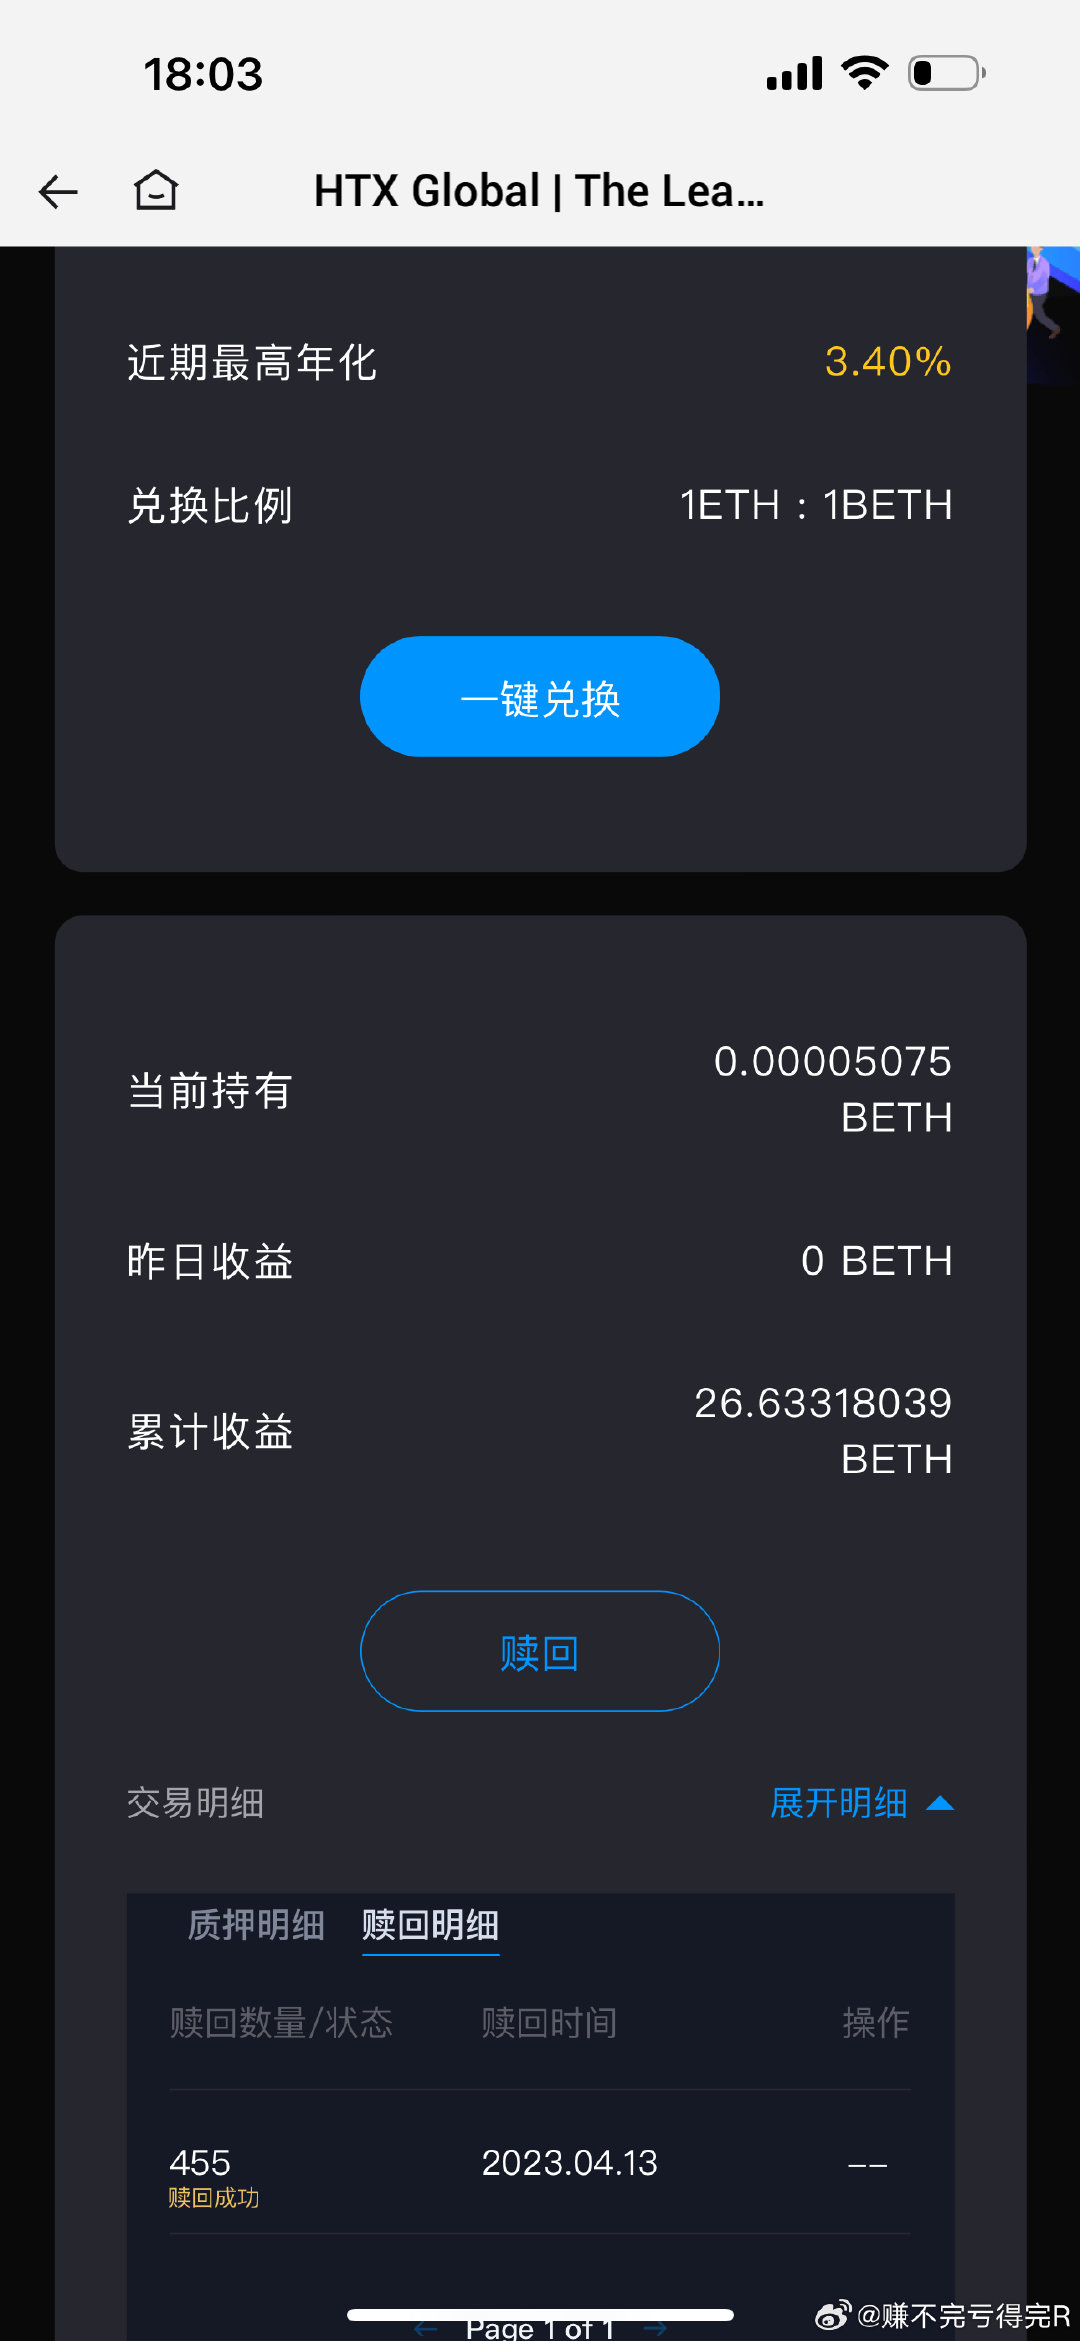 18:03
HTX Global | The Lea...
近期最高年化
3.40%
兑换比例
1ETH : 1BETH
一键兑换
当前持有
0.00005075
BETH
昨日收益
0 BETH
累计收益
26.63318039
BETH
赎回
交易明细
展开明细
质押明细 赎回明细
赎回数量/状态 赎回时间 操作
455 2023.04.13 --
赎回成功
Page 1 of 1
@赚不完亏得完R